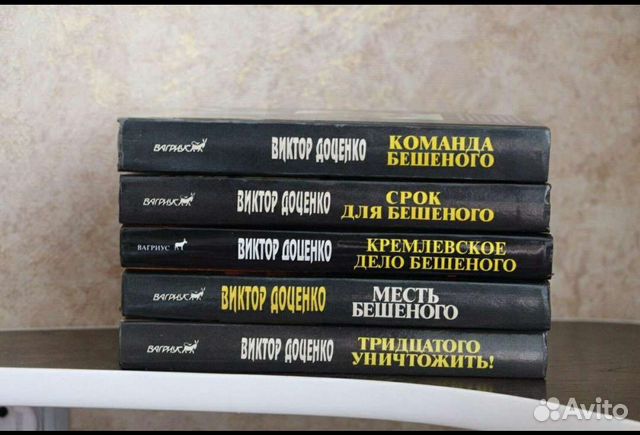 ВАГРИУС ВИКТОР ДОЦЕНКО КОМАНДА
БЕШЕНОГО
ВАГРИУС ВИКТОР ДОЦЕНКО СРОК
ДЛЯ БЕШЕНОГО
ВАГРИУС ВИКТОР ДОЦЕНКО КРЕМЛЕВСКОЕ
ДЕЛО БЕШЕНОГО
ВАГРИУС ВИКТОР ДОЦЕНКО МЕСТЬ
БЕШЕНОГО
ВАГРИУС ВИКТОР ДОЦЕНКО ТРИДЦАТОГО
УНИЧТОЖИТЬ!
Avito